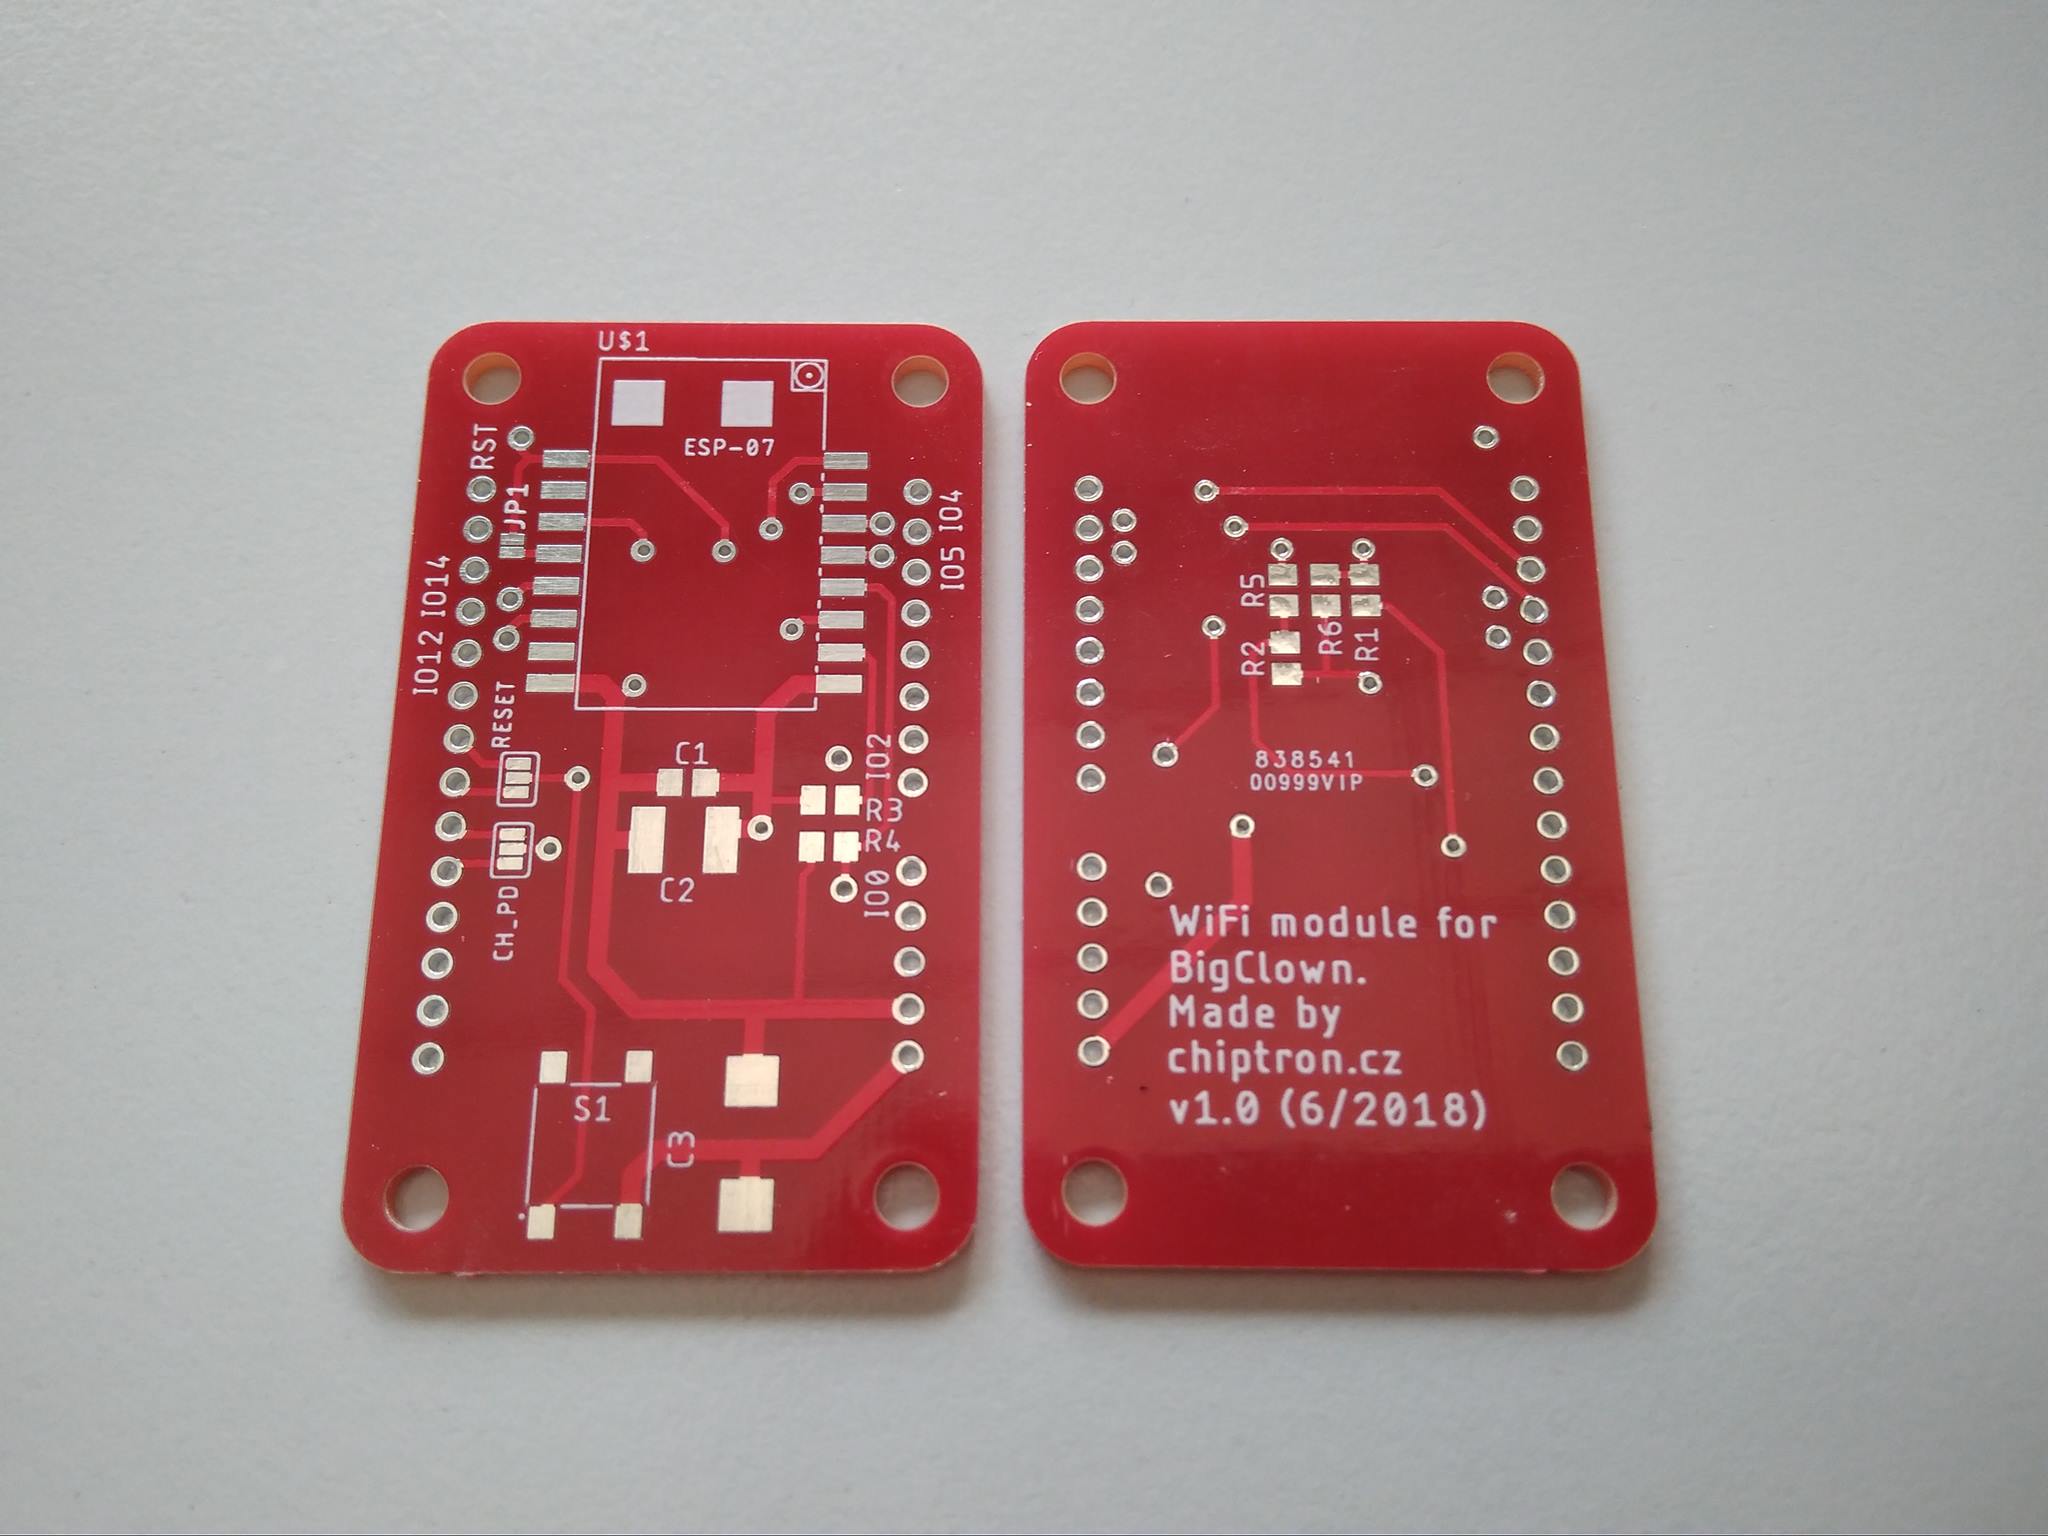 U$1
ESP-07
RST
JP1
IO14
IO12
RESET
CH_PD
IO4
IO5
C1
C2
IO2
R3
R4
IO0
S1
C3
R5
R2
R6
R1
838541
00999VIP
WiFi module for
BigClown.
Made by
chiptron.cz
v1.0 (6/2018)